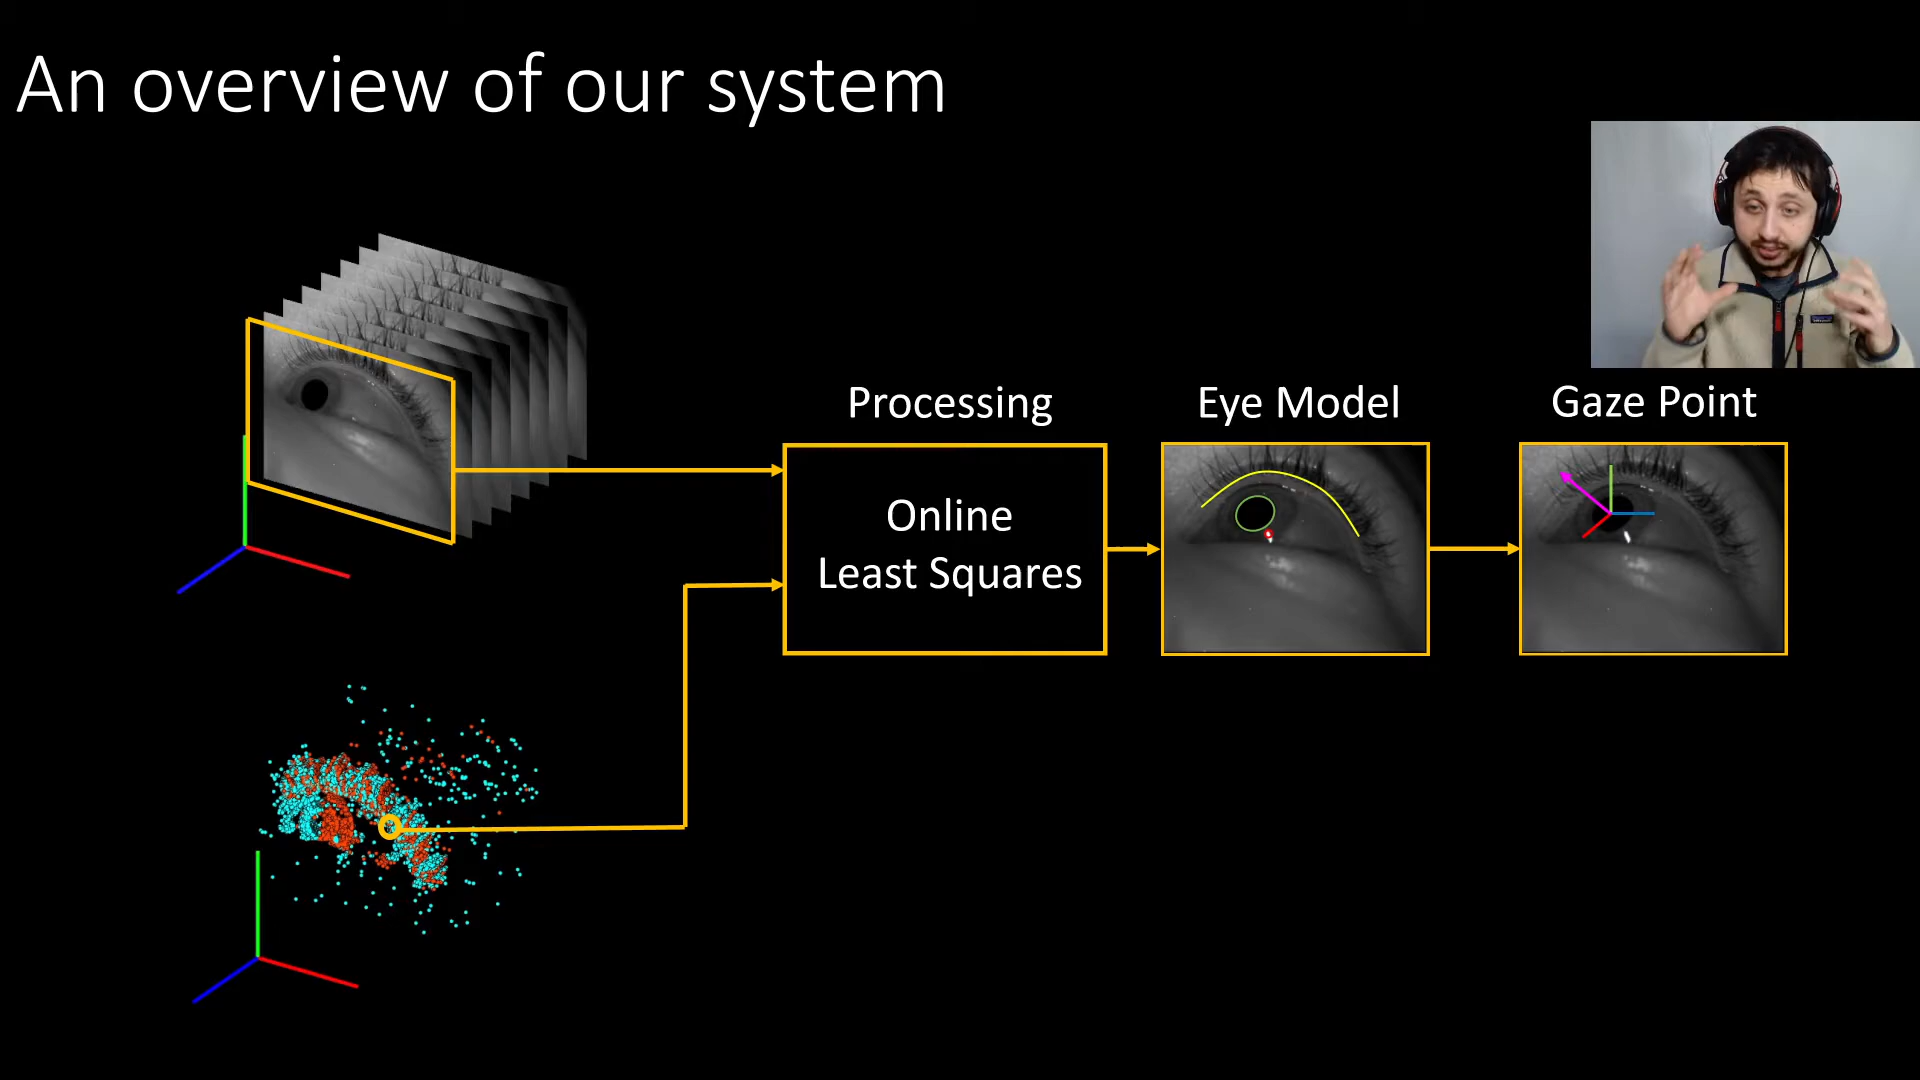 An overview of our system
Processing
Online
Least Squares
Eye Model
Gaze Point